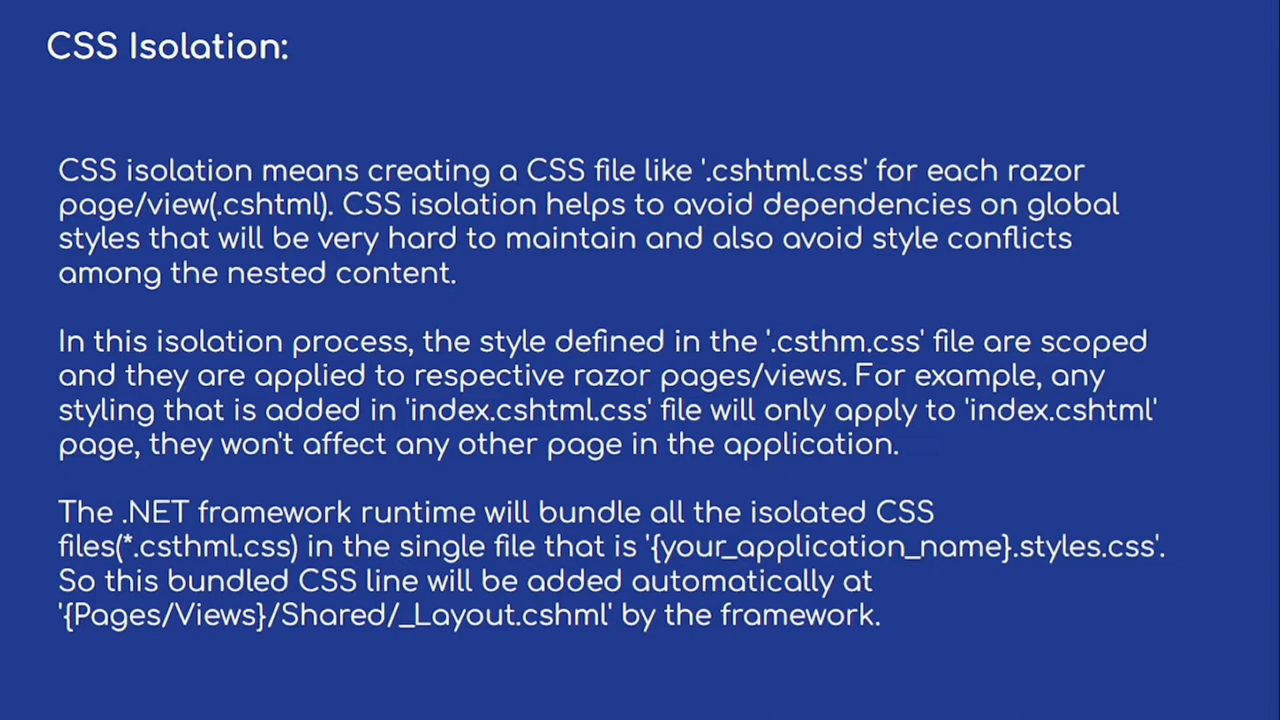 CSS Isolation:
CSS isolation means creating a CSS file like '.cshtml.css' for each razor
page/view(.cshtml). CSS isolation helps to avoid dependencies on global
styles that will be very hard to maintain and also avoid style conflicts
among the nested content.
In this isolation process, the style defined in the '.csthm.css' file are scoped
and they are applied to respective razor pages/views. For example, any
styling that is added in 'index.cshtml.css' file will only apply to 'index.cshtml'
page, they won't affect any other page in the application.
The .NET framework runtime will bundle all the isolated CSS
files(*.csthml.css) in the single file that is '{your_application_name}.styles.css'.
So this bundled CSS line will be added automatically at
'{Pages/Views}/Shared/_Layout.cshml' by the framework.